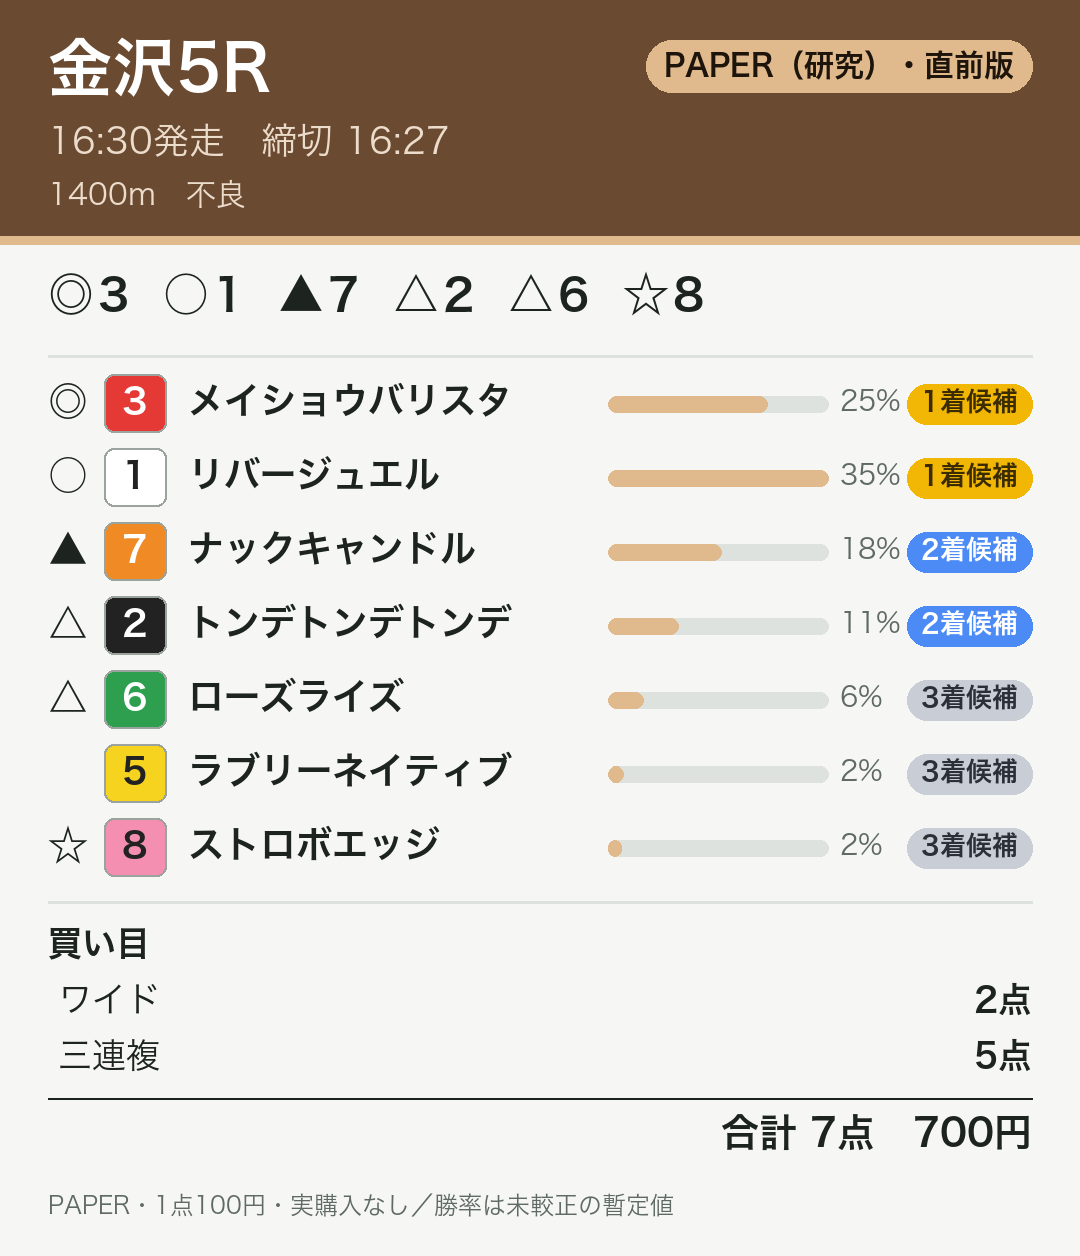 金沢5R
PAPER（研究）・直前版
16:30発走　締切 16:27
1400m　不良
◎3 ○1 ▲7 △2 △6 ☆8
◎ 3 メイショウバリスタ 25% 1着候補
○ 1 リバージュエル 35% 1着候補
▲ 7 ナックキャンドル 18% 2着候補
△ 2 トンデトンデトンデ 11% 2着候補
△ 6 ローズライズ 6% 3着候補
5 ラブリーネイティブ 2% 3着候補
☆ 8 ストロボエッジ 2% 3着候補
買い目
ワイド 2点
三連複 5点
合計 7点　700円
PAPER・1点100円・実購入なし／勝率は未較正の暫定値